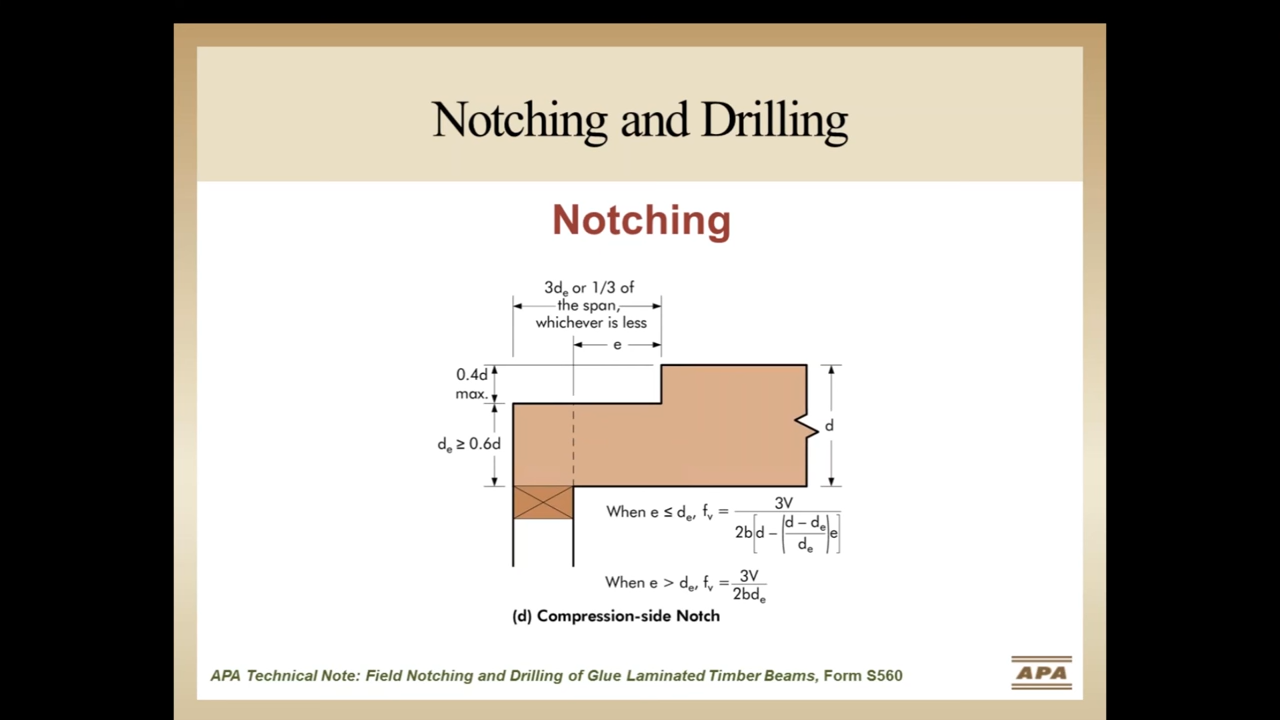 Notching and Drilling
Notching
3dₑ or 1/3 of
the span,
whichever is less
e
0.4d
max.
dₑ ≥ 0.6d
d
When e ≤ dₑ, fᵥ = 3V / 2b[d – ((d – dₑ) / dₑ)e]
When e > dₑ, fᵥ = 3V / 2bdₑ
(d) Compression-side Notch
APA Technical Note: Field Notching and Drilling of Glue Laminated Timber Beams, Form S560
APA